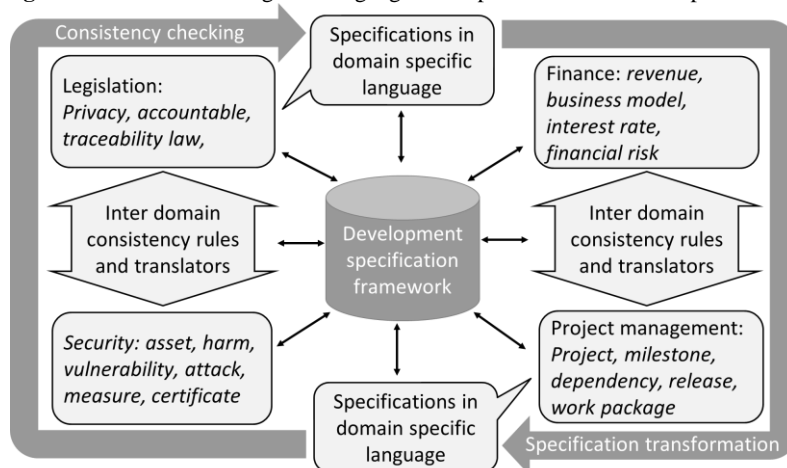 Consistency checking
Specifications in
domain specific
language
Legislation:
Privacy, accountable,
traceability law,
Finance: revenue,
business model,
interest rate,
financial risk
Inter domain
consistency rules
and translators
Development
specification
framework
Inter domain
consistency rules
and translators
Security: asset, harm,
vulnerability, attack,
measure, certificate
Project management:
Project, milestone,
dependency, release,
work package
Specifications in
domain specific
language
Specification transformation